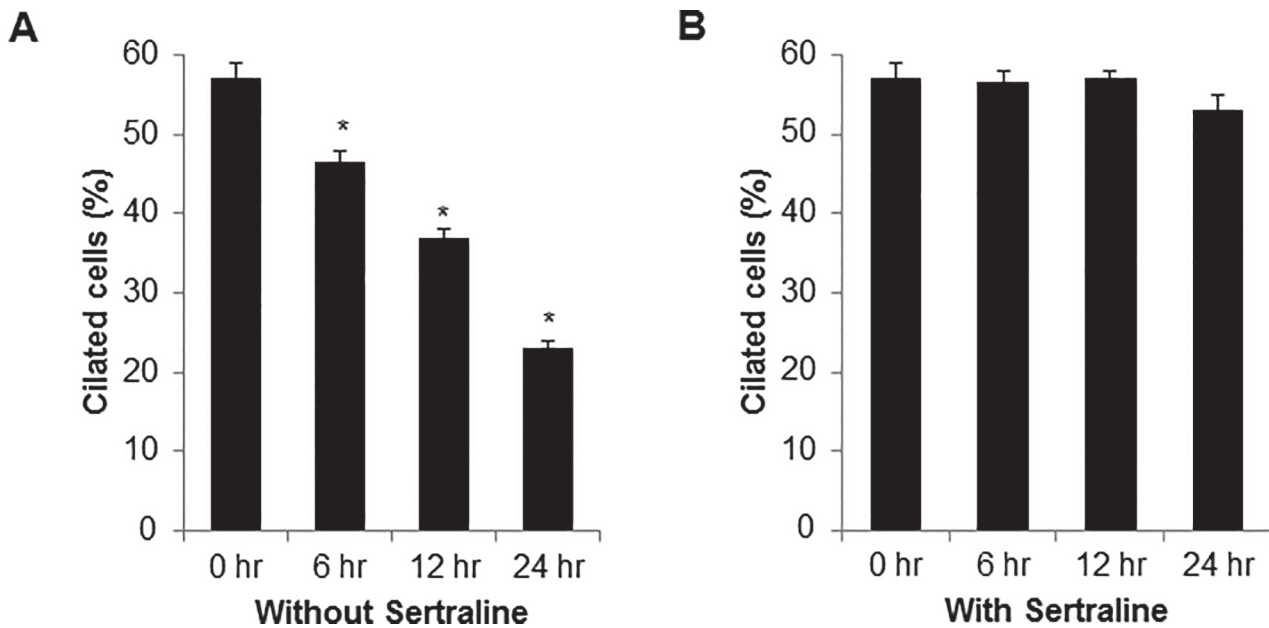 A
Cilated cells (%)
60
50
40
30
20
10
0
*
*
*
0 hr 6 hr 12 hr 24 hr
Without Sertraline
B
Cilated cells (%)
60
50
40
30
20
10
0
0 hr 6 hr 12 hr 24 hr
With Sertraline